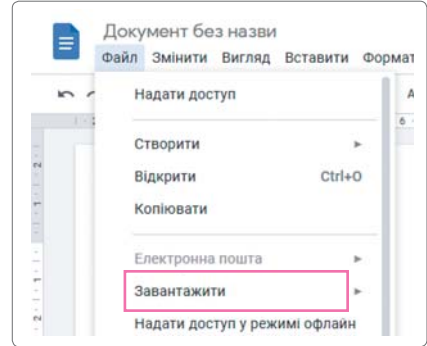 Документ без назви
Файл Змінити Вигляд Вставити Формат
Надати доступ
Створити
Відкрити Ctrl+O
Копіювати
Електронна пошта
Завантажити
Надати доступ у режимі офлайн